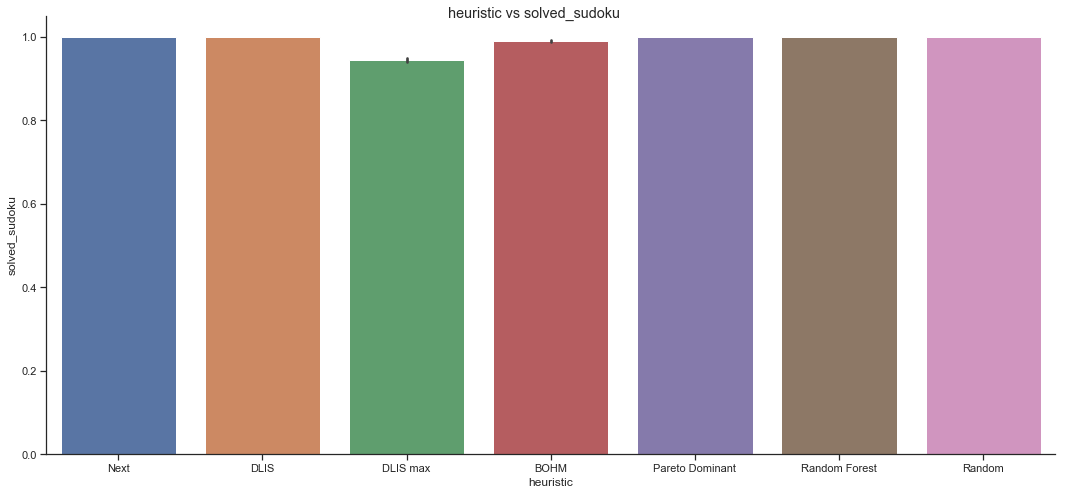 heuristic vs solved_sudoku
1.0
0.8
0.6
0.4
0.2
0.0
solved_sudoku
Next DLIS DLIS max BOHM Pareto Dominant Random Forest Random
heuristic